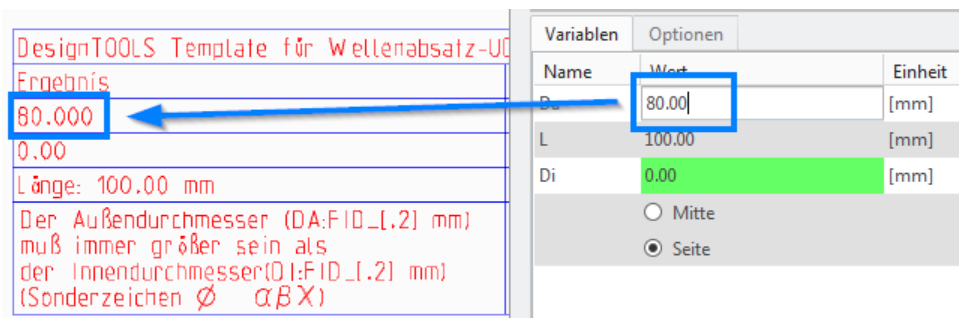 DesignTOOLS Template für Wellenabsatz-UD
Ergebnis
80.000
0.00
Länge: 100.00 mm
Der Außendurchmesser (DA:FID_[.2] mm)
muß immer größer sein als
der Innendurchmesser(DI:FID_[.2] mm)
(Sonderzeichen Ø αβχ)
Variablen Optionen
Name Wert Einheit
Da 80.00 [mm]
L 100.00 [mm]
Di 0.00 [mm]
Mitte
Seite